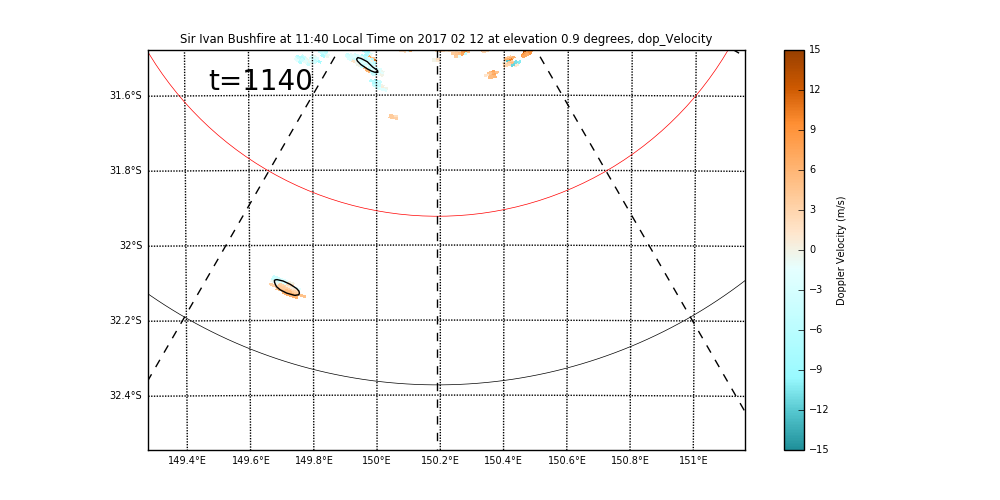 Sir Ivan Bushfire at 11:40 Local Time on 2017 02 12 at elevation 0.9 degrees, dop_Velocity
t=1140
31.6°S
31.8°S
32°S
32.2°S
32.4°S
149.4°E 149.6°E 149.8°E 150°E 150.2°E 150.4°E 150.6°E 150.8°E 151°E
15
12
9
6
3
0
−3
−6
−9
−12
−15
Doppler Velocity (m/s)